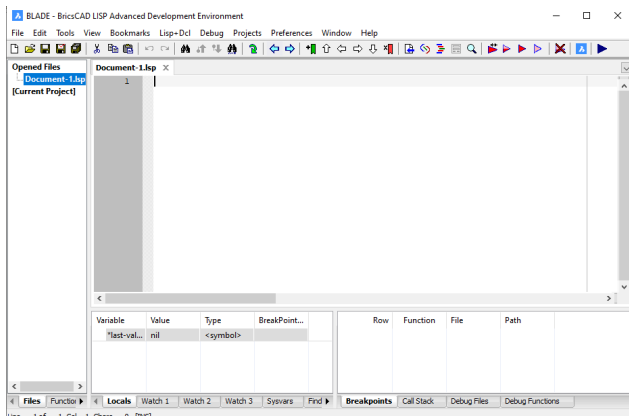 BLADE - BricsCAD LISP Advanced Development Environment
File Edit Tools View Bookmarks Lisp+Dcl Debug Projects Preferences Windows Help
Opened Files
Document-1.lsp
[Current Project]
Document-1.lsp
1
Variable Value Type BreakPoint...
*last-val... nil <symbol>
Row Function File Path
Files Function
Locals Watch 1 Watch 2 Watch 3 Sysvars Find
Breakpoints Call Stack Debug Files Debug Functions